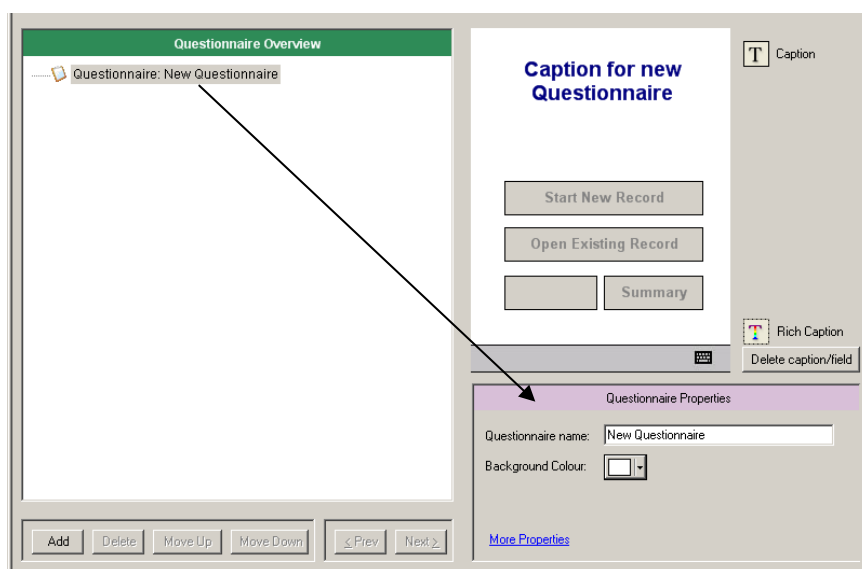 Questionnaire Overview
Questionnaire: New Questionnaire
Add
Delete
Move Up
Move Down
< Prev
Next >
Caption for new
Questionnaire
Start New Record
Open Existing Record
Summary
T Caption
T Rich Caption
Delete caption/field
Questionnaire Properties
Questionnaire name: New Questionnaire
Background Colour:
More Properties